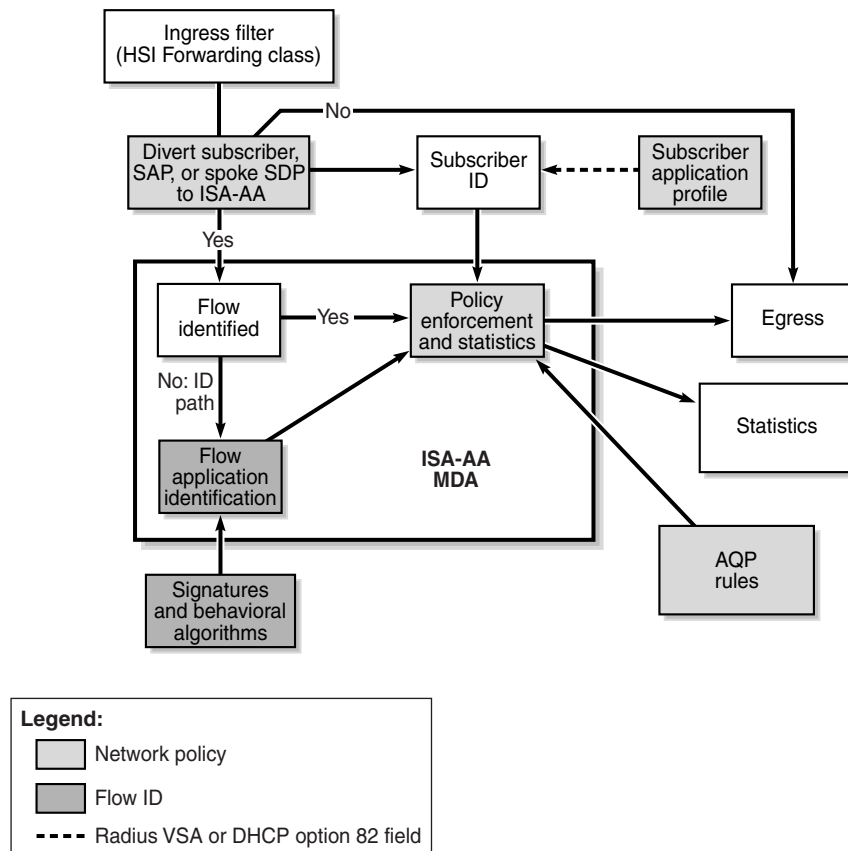 Ingress filter
(HSI Forwarding class)
No
Divert subscriber,
SAP, or spoke SDP
to ISA-AA
Subscriber
ID
Subscriber
application
profile
Yes
Flow
identified
Yes
Policy
enforcement
and statistics
Egress
No: ID
path
Statistics
Flow
application
identification
ISA-AA
MDA
AQP
rules
Signatures
and behavioral
algorithms
Legend:
Network policy
Flow ID
Radius VSA or DHCP option 82 field